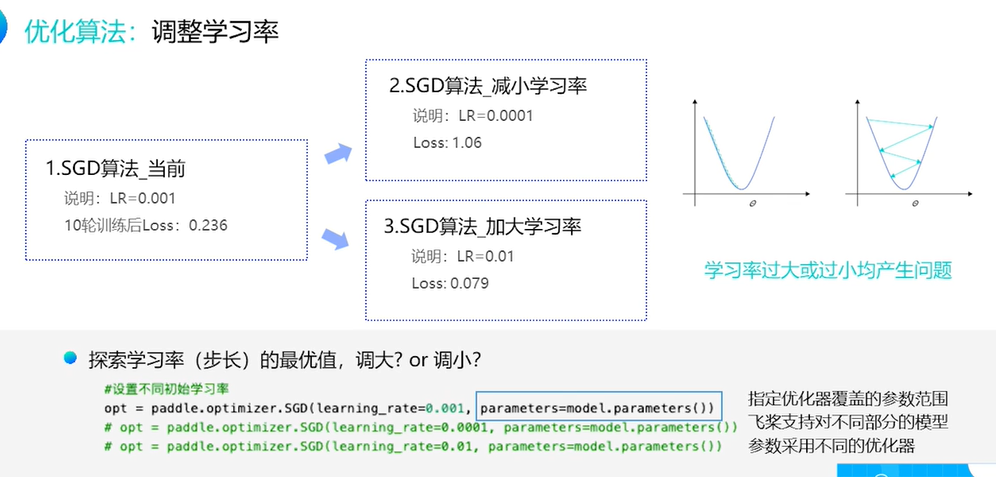 优化算法：调整学习率
1.SGD算法_当前
说明：LR=0.001
10轮训练后Loss：0.236
2.SGD算法_减小学习率
说明：LR=0.0001
Loss: 1.06
3.SGD算法_加大学习率
说明：LR=0.01
Loss: 0.079
θ
θ
学习率过大或过小均产生问题
探索学习率（步长）的最优值，调大? or 调小?
#设置不同初始学习率
opt = paddle.optimizer.SGD(learning_rate=0.001, parameters=model.parameters())
# opt = paddle.optimizer.SGD(learning_rate=0.0001, parameters=model.parameters())
# opt = paddle.optimizer.SGD(learning_rate=0.01, parameters=model.parameters())
指定优化器覆盖的参数范围
飞桨支持对不同部分的模型
参数采用不同的优化器